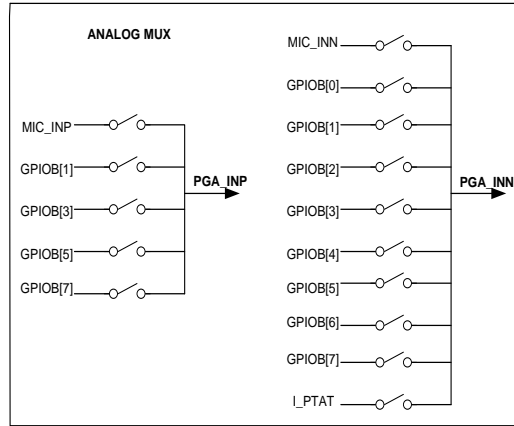 ANALOG MUX
MIC_INP
GPIOB[1]
GPIOB[3]
GPIOB[5]
GPIOB[7]
PGA_INP
MIC_INN
GPIOB[0]
GPIOB[1]
GPIOB[2]
GPIOB[3]
GPIOB[4]
GPIOB[5]
GPIOB[6]
GPIOB[7]
I_PTAT
PGA_INN